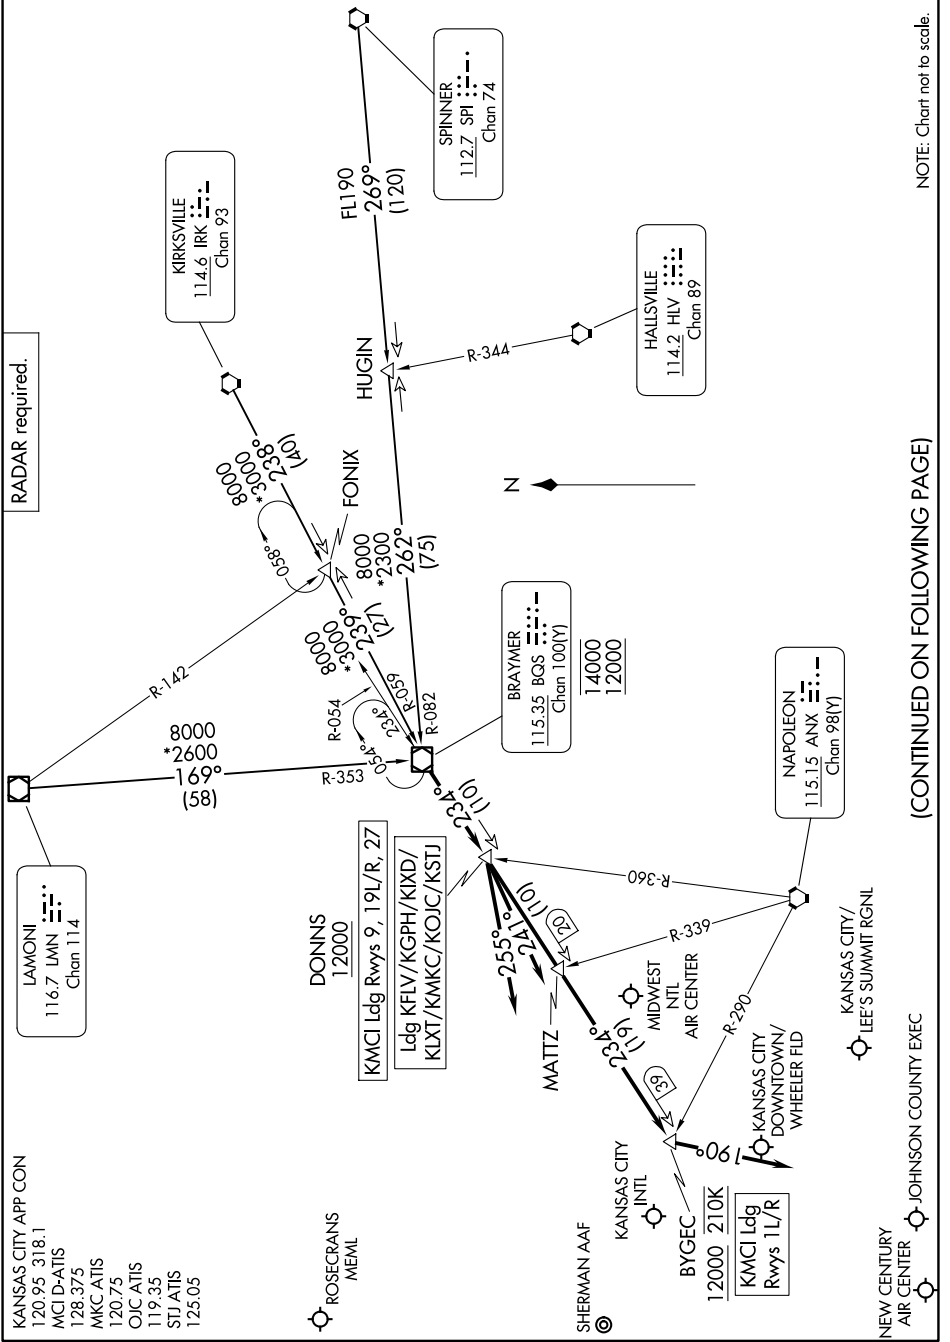 KANSAS CITY APP CON
120.95 318.1
MCI D-ATIS
128.375
MKC ATIS
120.75
OJC ATIS
119.35
STJ ATIS
125.05
RADAR required.
LAMONI
116.7 LMN
Chan 114
KIRKSVILLE
114.6 IRK
Chan 93
SPINNER
112.7 SPI
Chan 74
FL190
269°
(120)
R-142
8000
*2600
169°
(58)
R-353
8000
*3000
238°
(40)
058°
FONIX
HUGIN
8000
*3000
239°
(27)
R-054
R-059
234°
054°
8000
*2300
262°
(75)
R-082
R-344
HALLSVILLE
114.2 HLV
Chan 89
N
BRAYMER
115.35 BQS
Chan 100(Y)
14000
12000
234°
(10)
DONNS
12000
KMCI Ldg Rwys 9, 19L/R, 27
Ldg KFLV/KGPH/KIXD/
KLXT/KMKC/KOJC/KSTJ
255°
241°
(10)
20
MATTZ
R-360
R-339
R-290
NAPOLEON
115.15 ANX
Chan 98(Y)
234°
(19)
39
MIDWEST
NTL
AIR CENTER
ROSECRANS
MEML
SHERMAN AAF
KANSAS CITY
INTL
BYGEC
12000 210K
KMCI Ldg
Rwys 1L/R
190°
KANSAS CITY
DOWNTOWN/
WHEELER FLD
KANSAS CITY/
LEE'S SUMMIT RGNL
NEW CENTURY
AIR CENTER
JOHNSON COUNTY EXEC
(CONTINUED ON FOLLOWING PAGE)
NOTE: Chart not to scale.